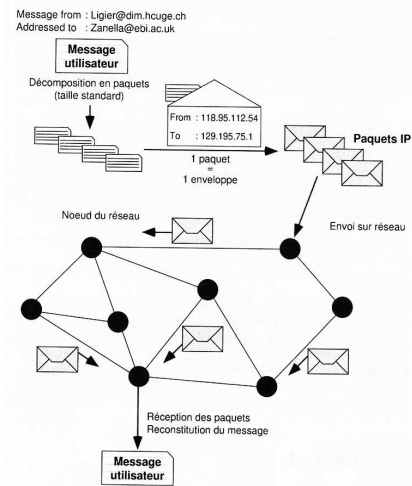 Message from : Ligier@dim.hcuge.ch
Addressed to : Zanella@ebi.ac.uk
Message
utilisateur
Décomposition en paquets
(taille standard)
From : 118.95.112.54
To : 129.195.75.1
1 paquet
=
1 enveloppe
Paquets IP
Noeud du réseau
Envoi sur réseau
Réception des paquets
Reconstitution du message
Message
utilisateur